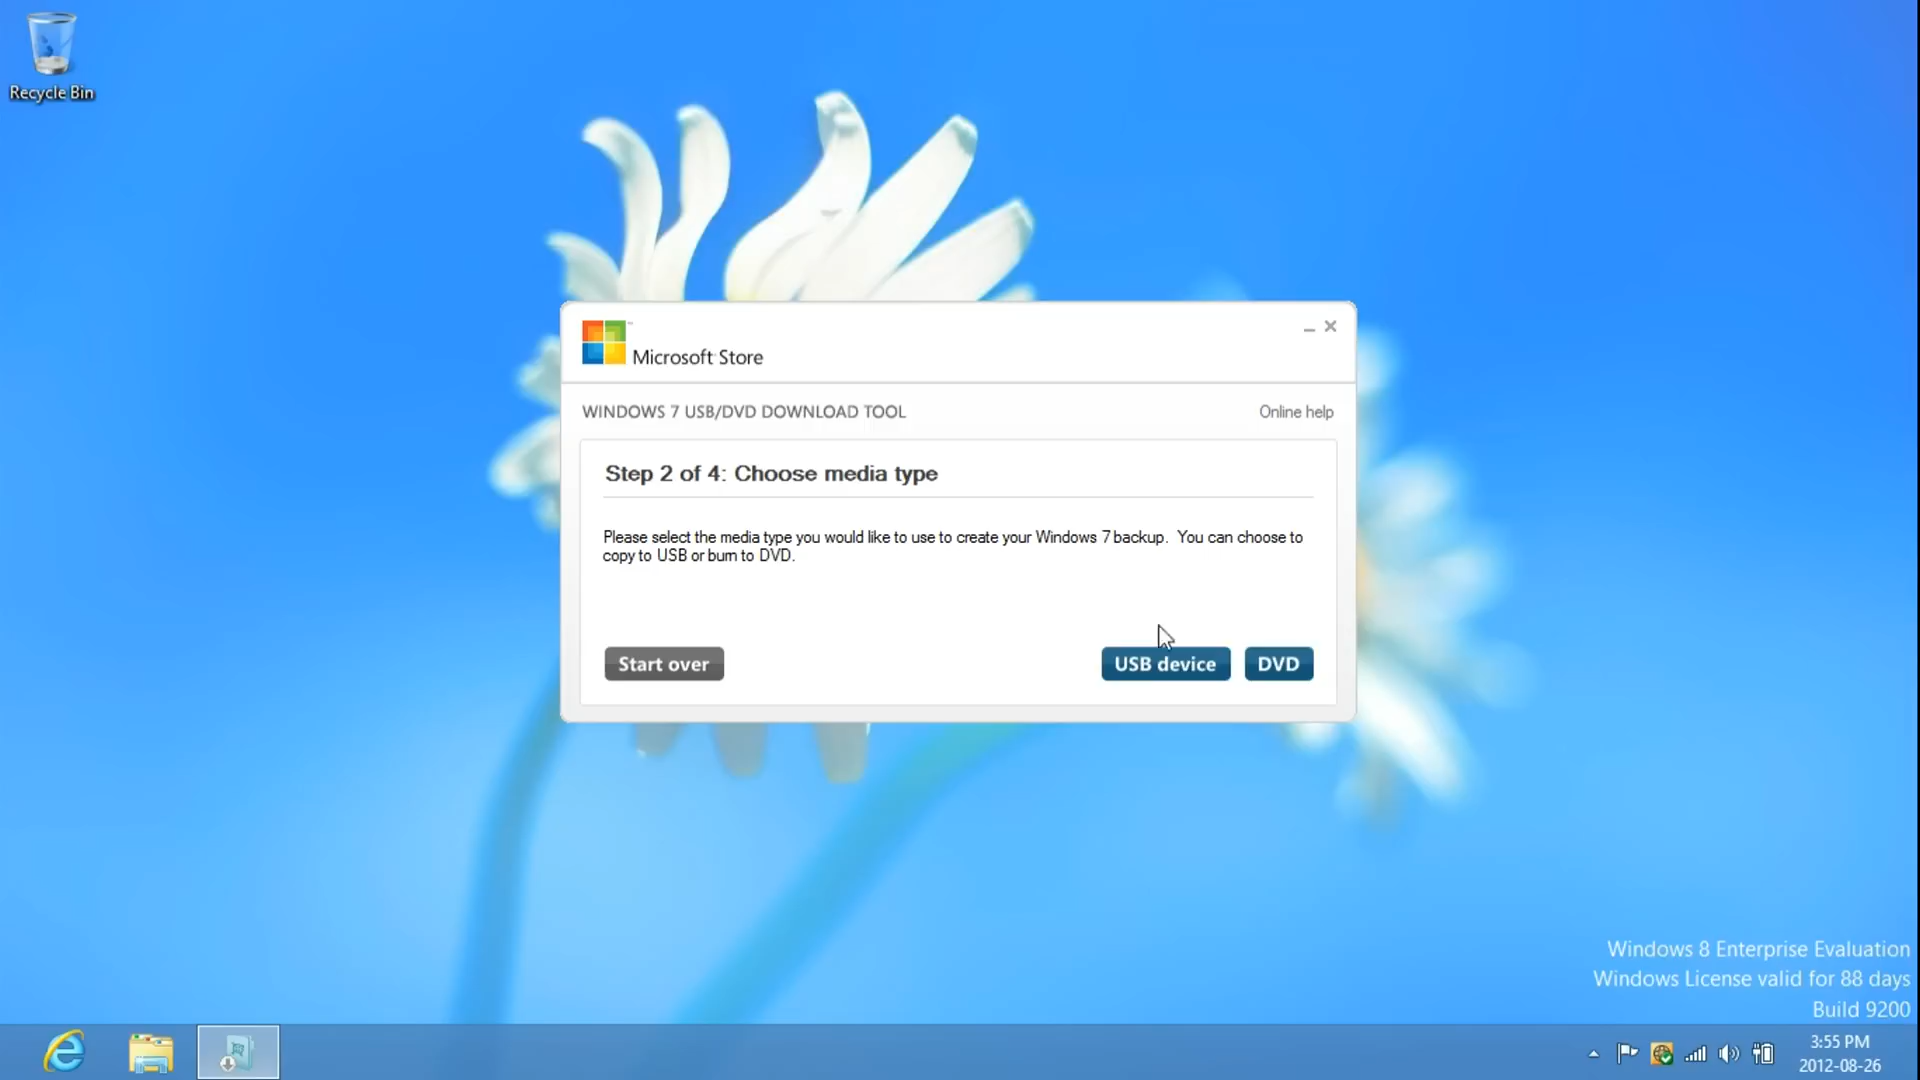 Recycle Bin
Microsoft Store
WINDOWS 7 USB/DVD DOWNLOAD TOOL
Online help
Step 2 of 4: Choose media type
Please select the media type you would like to use to create your Windows 7 backup. You can choose to
copy to USB or burn to DVD.
Start over
USB device
DVD
Windows 8 Enterprise Evaluation
Windows License valid for 88 days
Build 9200
3:55 PM
2012-08-26